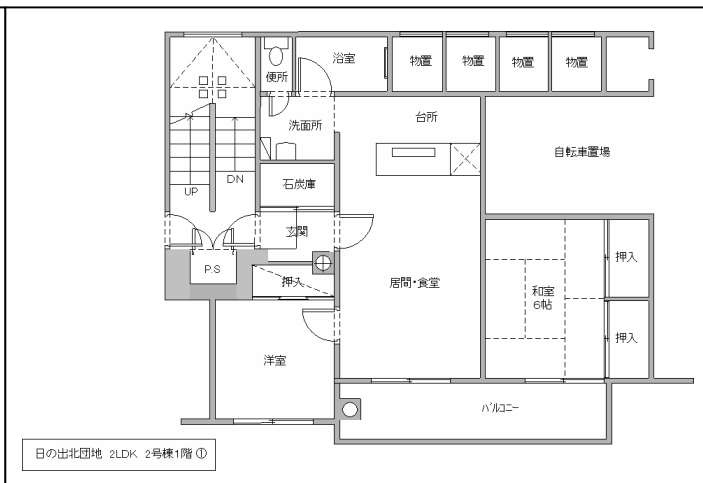 便所
浴室
物置
物置
物置
物置
洗面所
台所
自転車置場
石炭庫
UP
DN
玄関
P.S
押入
居間・食堂
和室
6帖
押入
押入
洋室
バルコニー
日の出北団地 2LDK 2号棟1階 ①